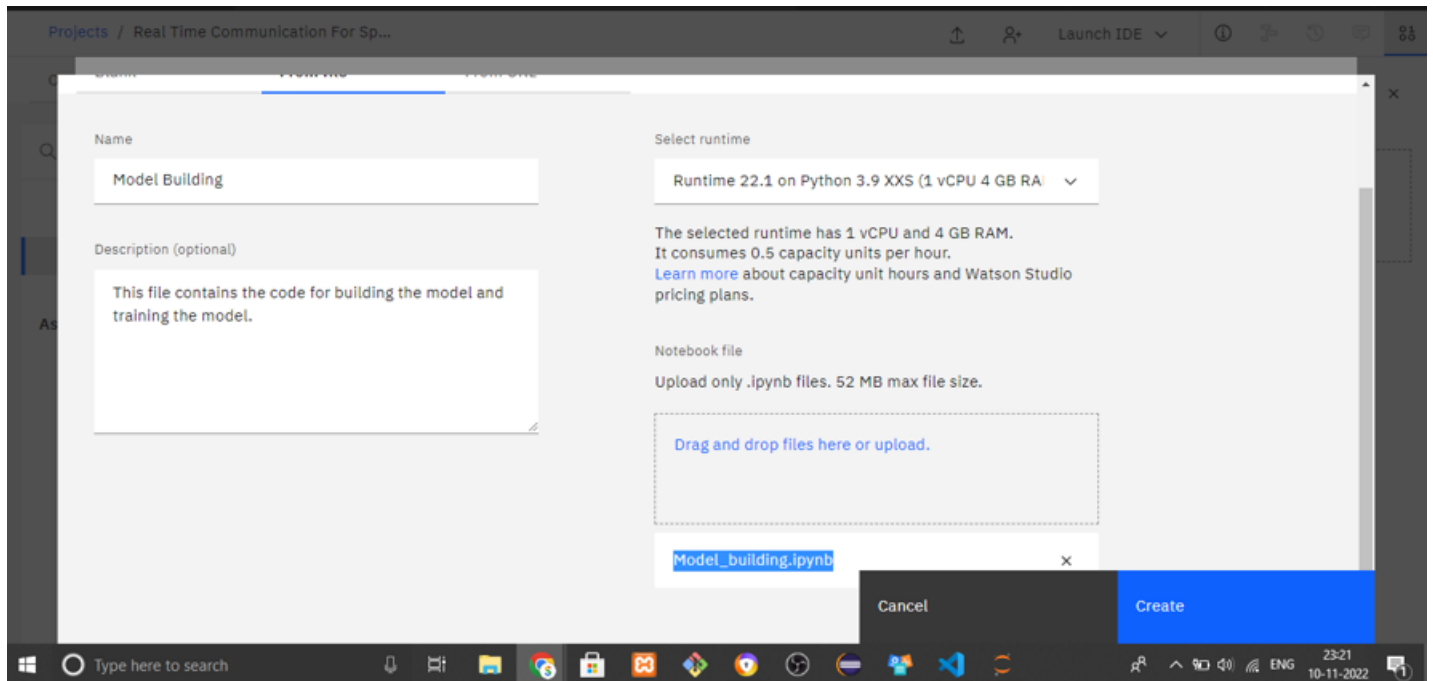 Projects / Real Time Communication For Sp...
Launch IDE
Name
Model Building
Description (optional)
This file contains the code for building the model and
training the model.
Select runtime
Runtime 22.1 on Python 3.9 XXS (1 vCPU 4 GB RA
The selected runtime has 1 vCPU and 4 GB RAM.
It consumes 0.5 capacity units per hour.
Learn more about capacity unit hours and Watson Studio
pricing plans.
Notebook file
Upload only .ipynb files. 52 MB max file size.
Drag and drop files here or upload.
Model_building.ipynb
As
Cancel
Create
Type here to search
ENG
23:21
10-11-2022